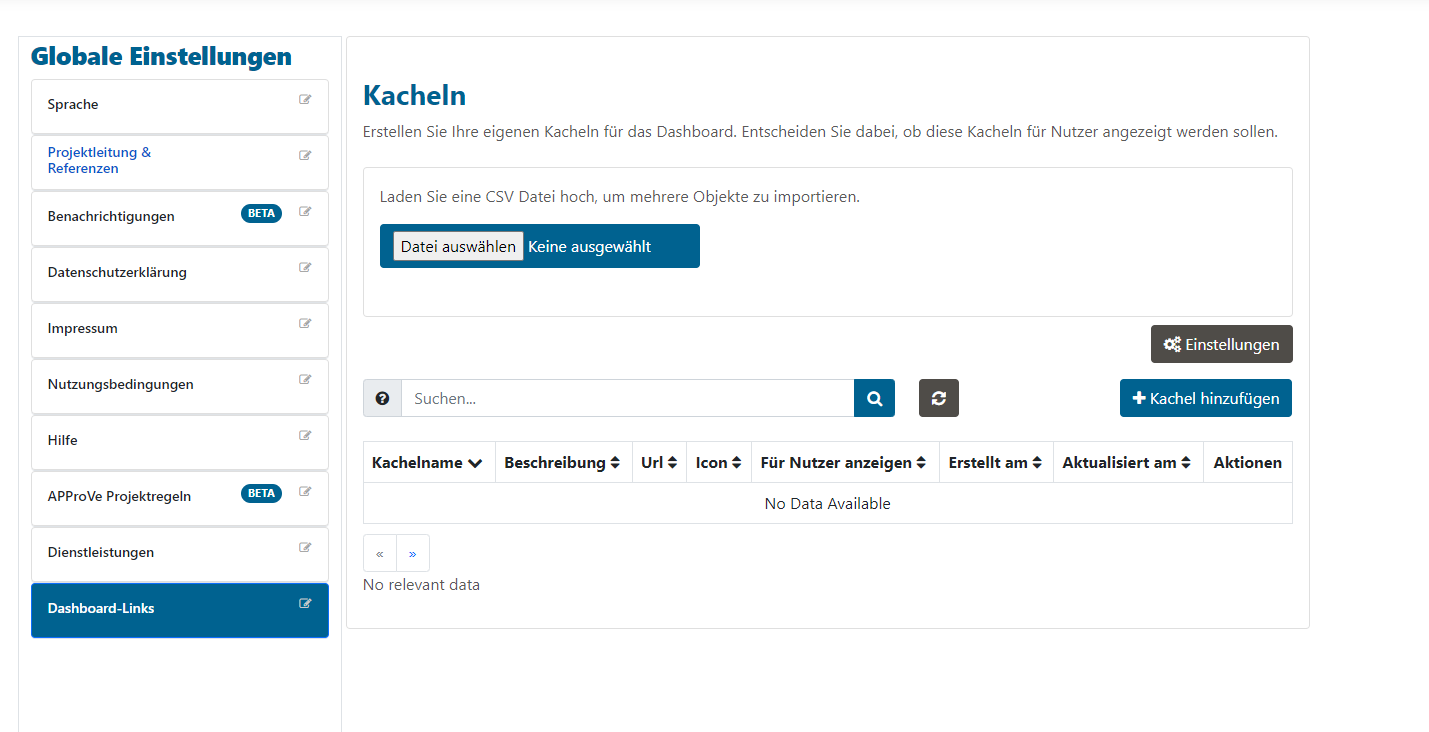 Globale Einstellungen
Sprache
Projektleitung &
Referenzen
Benachrichtigungen BETA
Datenschutzerklärung
Impressum
Nutzungsbedingungen
Hilfe
APProVe Projektregeln BETA
Dienstleistungen
Dashboard-Links
Kacheln
Erstellen Sie Ihre eigenen Kacheln für das Dashboard. Entscheiden Sie dabei, ob diese Kacheln für Nutzer angezeigt werden sollen.
Laden Sie eine CSV Datei hoch, um mehrere Objekte zu importieren.
Datei auswählen Keine ausgewählt
Einstellungen
Suchen... Kachel hinzufügen
Kachelname Beschreibung Url Icon Für Nutzer anzeigen Erstellt am Aktualisiert am Aktionen
No Data Available
« »
No relevant data